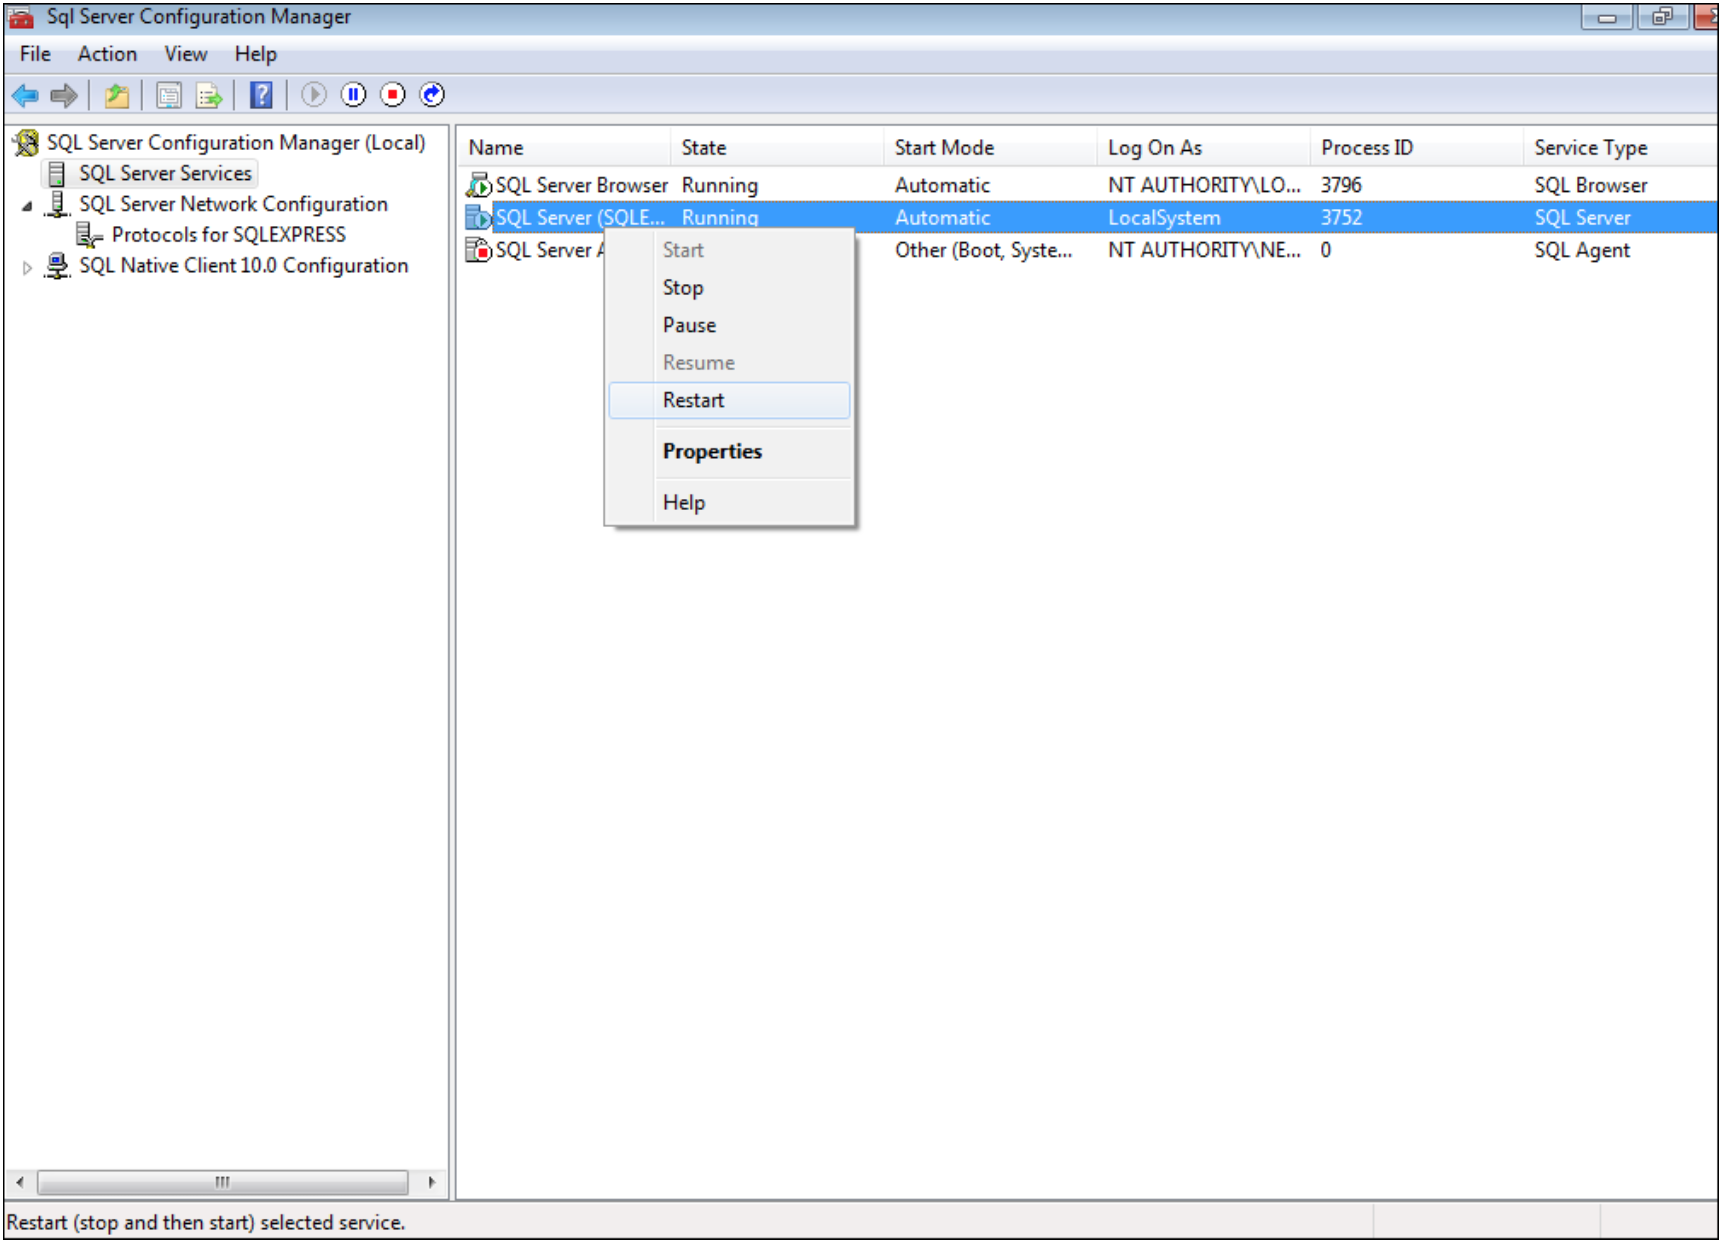 Sql Server Configuration Manager
File Action View Help
SQL Server Configuration Manager (Local)
SQL Server Services
SQL Server Network Configuration
Protocols for SQLEXPRESS
SQL Native Client 10.0 Configuration
Name State Start Mode Log On As Process ID Service Type
SQL Server Browser Running Automatic NT AUTHORITY\LO... 3796 SQL Browser
SQL Server (SQLE... Running Automatic LocalSystem 3752 SQL Server
SQL Server A Other (Boot, Syste... NT AUTHORITY\NE... 0 SQL Agent
Start
Stop
Pause
Resume
Restart
Properties
Help
Restart (stop and then start) selected service.